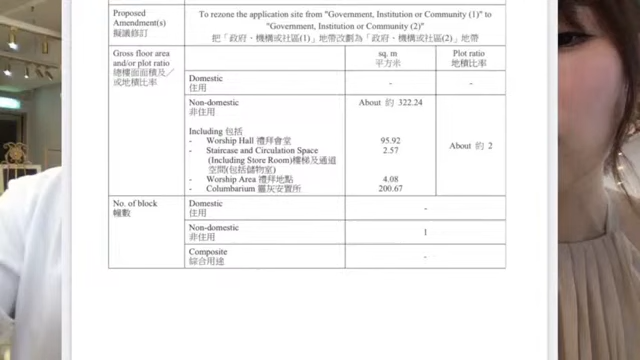 Proposed
Amendment(s)
擬議修訂
To rezone the application site from "Government, Institution or Community (1)" to
"Government, Institution or Community (2)"
把「政府、機構或社區(1)」地帶改劃為「政府、機構或社區(2)」地帶
Gross floor area
and/or plot ratio
總樓面面積及／
或地積比率
sq. m
平方米
Plot ratio
地積比率
Domestic
住用
-
-
Non-domestic
非住用
About 約 322.24
About 約 2
Including 包括
- Worship Hall 禮拜會堂 95.92
- Staircase and Circulation Space 2.57
(Including Store Room)樓梯及通道
空間(包括儲物室)
- Worship Area 禮拜地點 4.08
- Columbarium 靈灰安置所 200.67
No. of block
幢數
Domestic
住用
-
Non-domestic
非住用
1
Composite
綜合用途
-